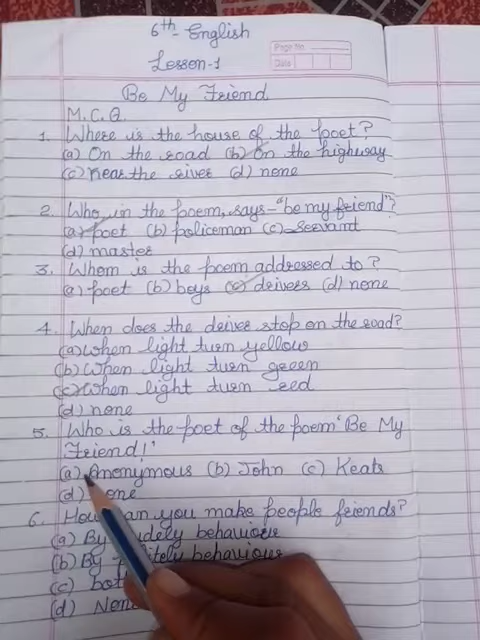 6th - English
Page No.
Date
Lesson-1
Be My Friend
M.C.Q.
1. Where is the house of the poet?
(a) On the road (b) On the highway
(c) Near the river (d) none
2. Who, in the poem, says - "be my friend"?
(a) poet (b) policeman (c) servant
(d) master
3. Whom is the poem addressed to?
(a) poet (b) boys (c) drivers (d) none
4. When does the driver stop on the road?
(a) When light turn yellow
(b) When light turn green
(c) When light turn red
(d) none
5. Who is the poet of the poem 'Be My
Friend!'
(a) Anonymous (b) John (c) Keats
(d) none
6. How can you make people friends?
(a) By behaviour
(b) By behaviour
(c)
(d)